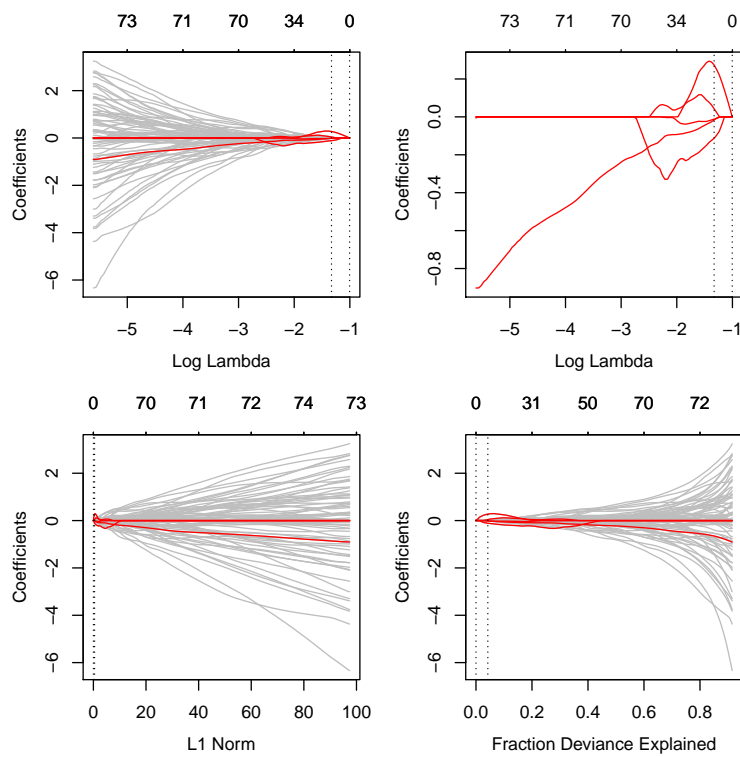 73 71 70 34 0
2
0
−2
−4
−6
Coefficients
−5 −4 −3 −2 −1
Log Lambda
73 71 70 34 0
0.0
−0.4
−0.8
Coefficients
−5 −4 −3 −2 −1
Log Lambda
0 70 71 72 74 73
2
0
−2
−4
−6
Coefficients
0 20 40 60 80 100
L1 Norm
0 31 50 70 72
2
0
−2
−4
−6
Coefficients
0.0 0.2 0.4 0.6 0.8
Fraction Deviance Explained